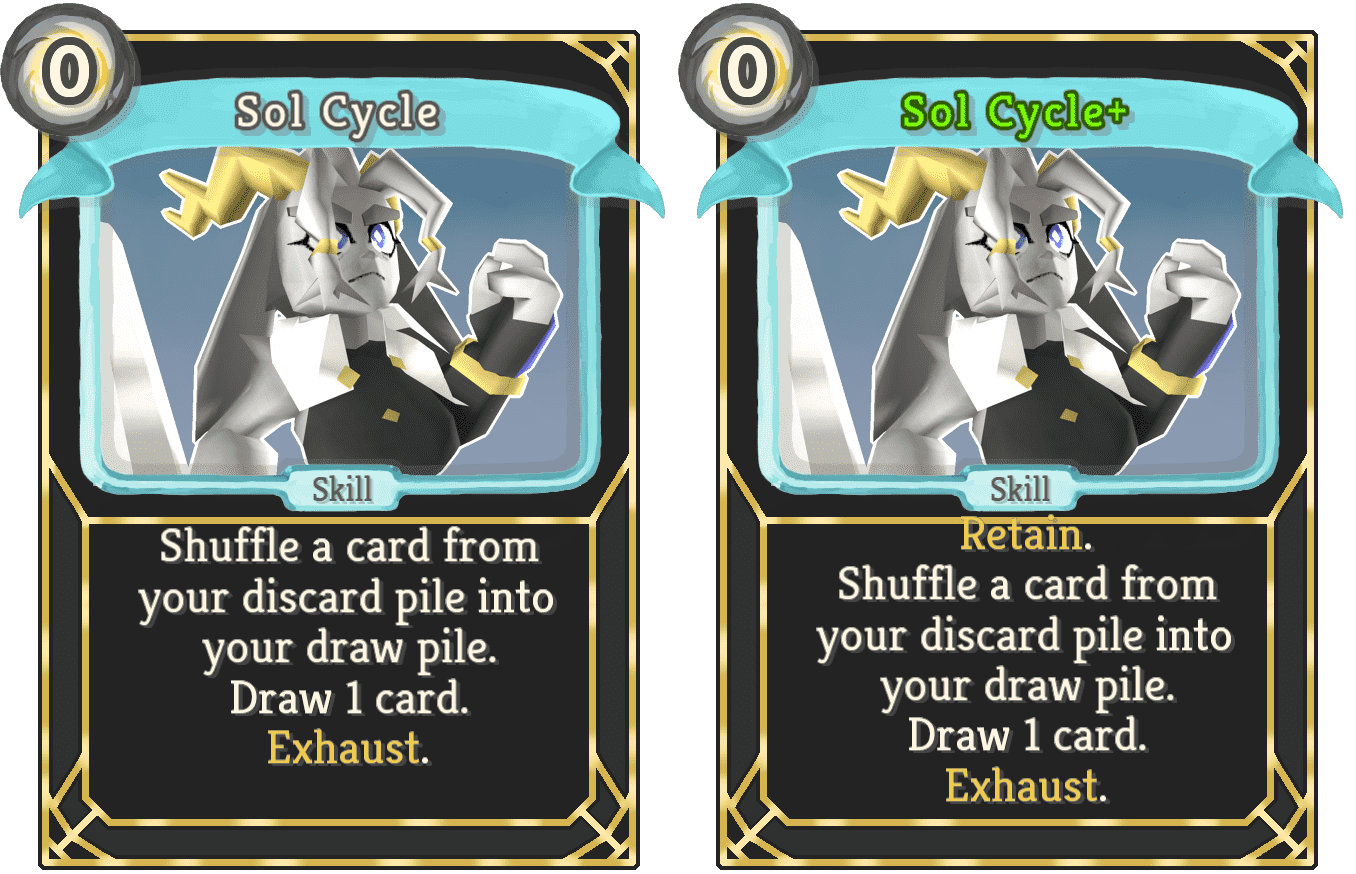 0
Sol Cycle
Skill
Shuffle a card from
your discard pile into
your draw pile.
Draw 1 card.
Exhaust.
0
Sol Cycle+
Skill
Retain.
Shuffle a card from
your discard pile into
your draw pile.
Draw 1 card.
Exhaust.